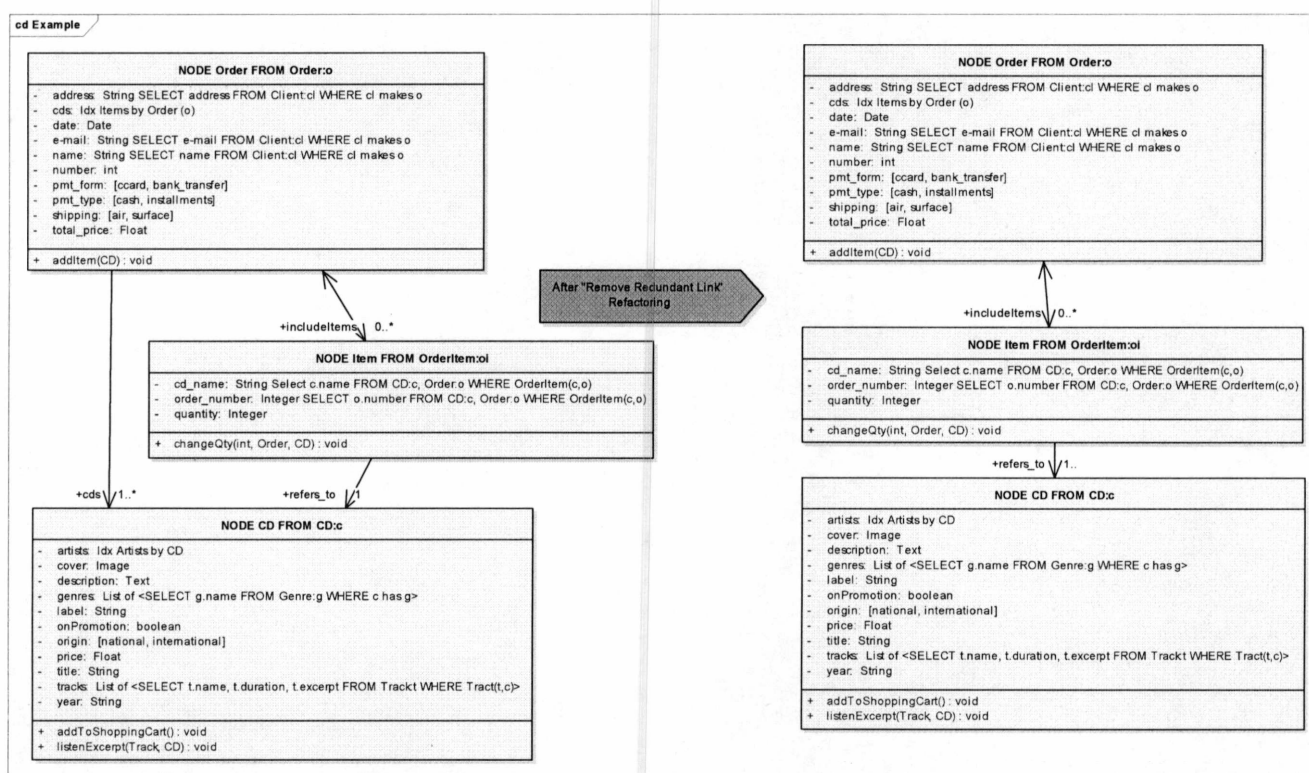 cd Example
NODE Order FROM Order:o
- address: String SELECT address FROM Client:cl WHERE cl makes o
- cds: Idx Items by Order (o)
- date: Date
- e-mail: String SELECT e-mail FROM Client:cl WHERE cl makes o
- name: String SELECT name FROM Client:cl WHERE cl makes o
- number: int
- pmt_form: [ccard, bank_transfer]
- pmt_type: [cash, installments]
- shipping: [air, surface]
- total_price: Float
+ addItem(CD) : void
+includeItems 0..*
NODE Item FROM OrderItem:oi
- cd_name: String Select c.name FROM CD:c, Order:o WHERE OrderItem(c,o)
- order_number: Integer SELECT o.number FROM CD:c, Order:o WHERE OrderItem(c,o)
- quantity: Integer
+ changeQty(int, Order, CD) : void
+cds 1..*
+refers_to 1
NODE CD FROM CD:c
- artists: Idx Artists by CD
- cover: Image
- description: Text
- genres: List of <SELECT g.name FROM Genre:g WHERE c has g>
- label: String
- onPromotion: boolean
- origin: [national, international]
- price: Float
- title: String
- tracks: List of <SELECT t.name, t.duration, t.excerpt FROM Track:t WHERE Tract(t,c)>
- year: String
+ addToShoppingCart() : void
+ listenExcerpt(Track, CD) : void
After "Remove Redundant Link"
Refactoring
NODE Order FROM Order:o
- address: String SELECT address FROM Client:cl WHERE cl makes o
- cds: Idx Items by Order (o)
- date: Date
- e-mail: String SELECT e-mail FROM Client:cl WHERE cl makes o
- name: String SELECT name FROM Client:cl WHERE cl makes o
- number: int
- pmt_form: [ccard, bank_transfer]
- pmt_type: [cash, installments]
- shipping: [air, surface]
- total_price: Float
+ addItem(CD) : void
+includeItems 0..*
NODE Item FROM OrderItem:oi
- cd_name: String Select c.name FROM CD:c, Order:o WHERE OrderItem(c,o)
- order_number: Integer SELECT o.number FROM CD:c, Order:o WHERE OrderItem(c,o)
- quantity: Integer
+ changeQty(int, Order, CD) : void
+refers_to 1..
NODE CD FROM CD:c
- artists: Idx Artists by CD
- cover: Image
- description: Text
- genres: List of <SELECT g.name FROM Genre:g WHERE c has g>
- label: String
- onPromotion: boolean
- origin: [national, international]
- price: Float
- title: String
- tracks: List of <SELECT t.name, t.duration, t.excerpt FROM Track:t WHERE Tract(t,c)>
- year: String
+ addToShoppingCart() : void
+ listenExcerpt(Track, CD) : void